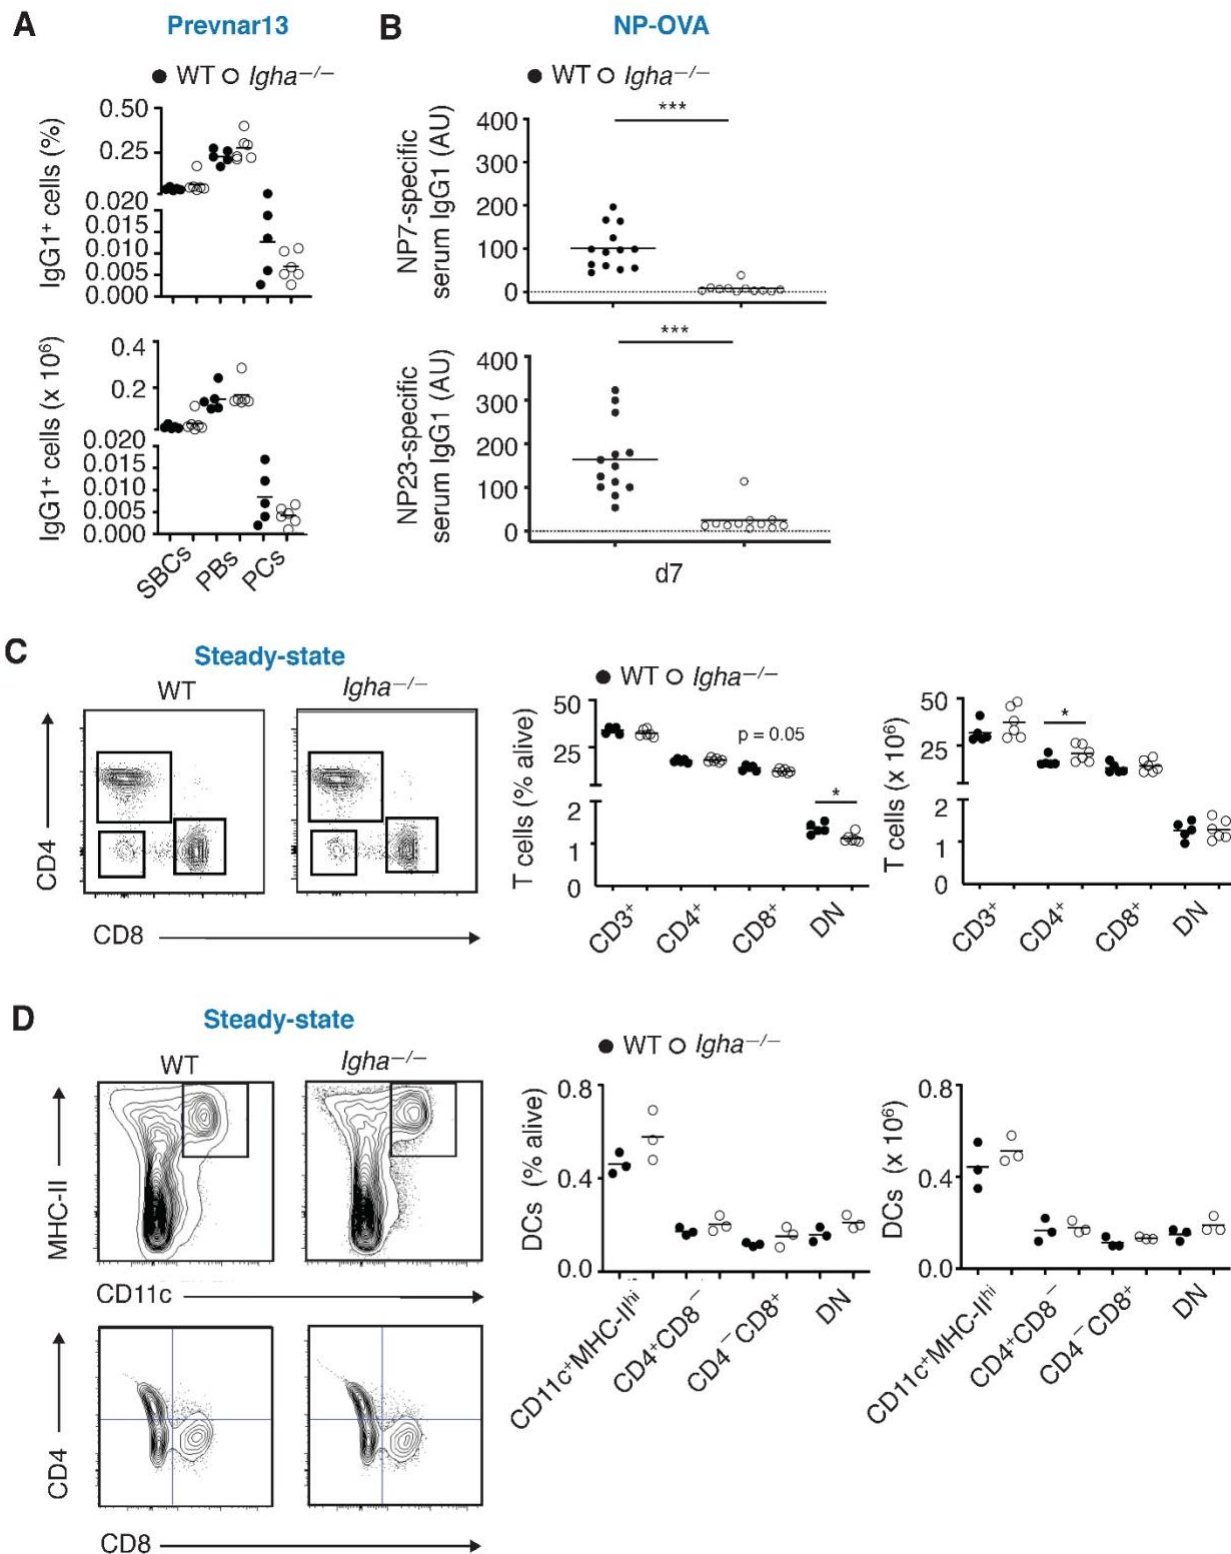 A
Prevnar13
● WT ○ Igha−/−
IgG1+ cells (%)
0.50
0.25
0.020
0.015
0.010
0.005
0.000
IgG1+ cells (x 10⁶)
0.4
0.2
0.020
0.015
0.010
0.005
0.000
SBCs
PBs
PCs
B
NP-OVA
● WT ○ Igha−/−
NP7-specific
serum IgG1 (AU)
400
300
200
100
0
***
NP23-specific
serum IgG1 (AU)
400
300
200
100
0
***
d7
C
Steady-state
WT
Igha−/−
CD4
CD8
● WT ○ Igha−/−
T cells (% alive)
50
25
2
1
0
p = 0.05
*
CD3+
CD4+
CD8+
DN
T cells (x 10⁶)
50
25
2
1
0
*
CD3+
CD4+
CD8+
DN
D
Steady-state
WT
Igha−/−
MHC-II
CD11c
CD4
CD8
● WT ○ Igha−/−
DCs (% alive)
0.8
0.4
0.0
CD11c+MHC-IIhi
CD4+CD8−
CD4−CD8+
DN
DCs (x 10⁶)
0.8
0.4
0.0
CD11c+MHC-IIhi
CD4+CD8−
CD4−CD8+
DN